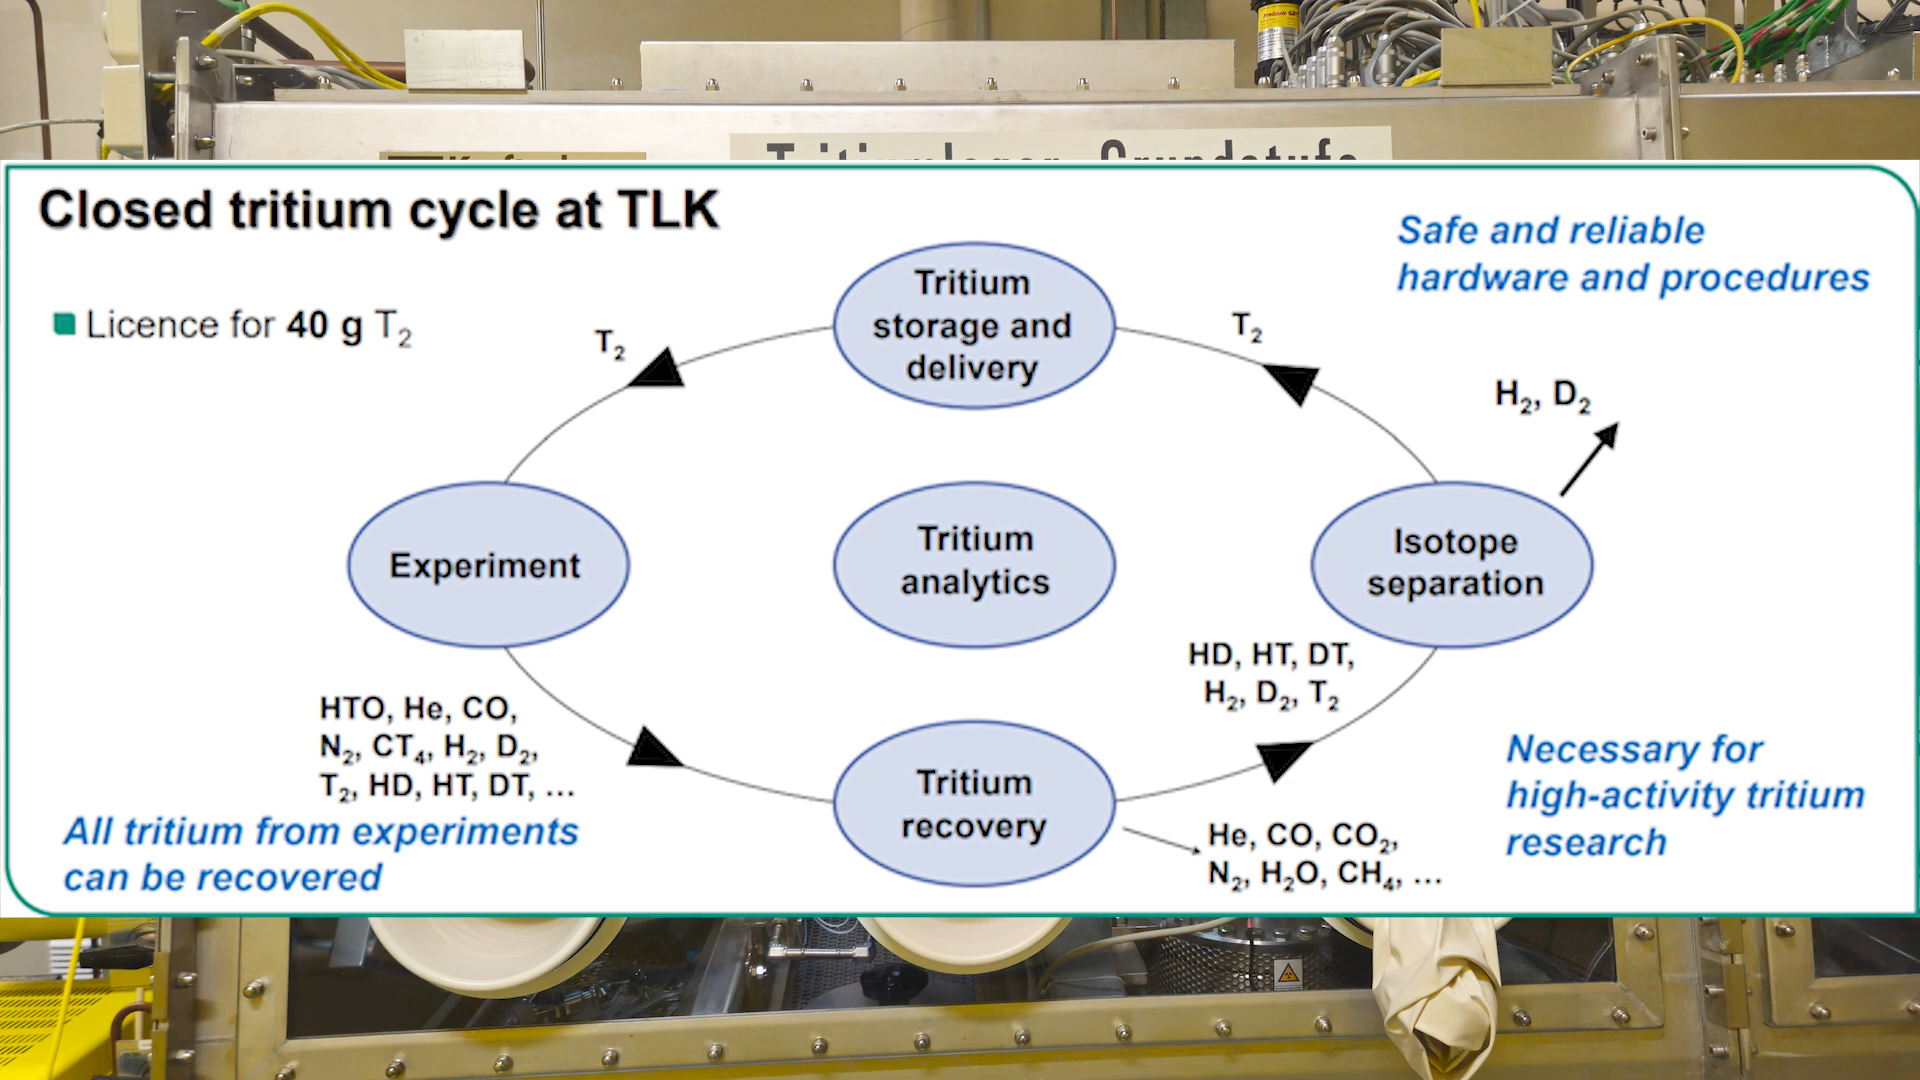 Tritiumlager Grundstufe
Closed tritium cycle at TLK
Safe and reliable
hardware and procedures
Licence for 40 g T₂
T₂
Tritium
storage and
delivery
T₂
H₂, D₂
Experiment
Tritium
analytics
Isotope
separation
HD, HT, DT,
H₂, D₂, T₂
HTO, He, CO,
N₂, CT₄, H₂, D₂,
T₂, HD, HT, DT, ...
All tritium from experiments
can be recovered
Tritium
recovery
He, CO, CO₂,
N₂, H₂O, CH₄, ...
Necessary for
high-activity tritium
research